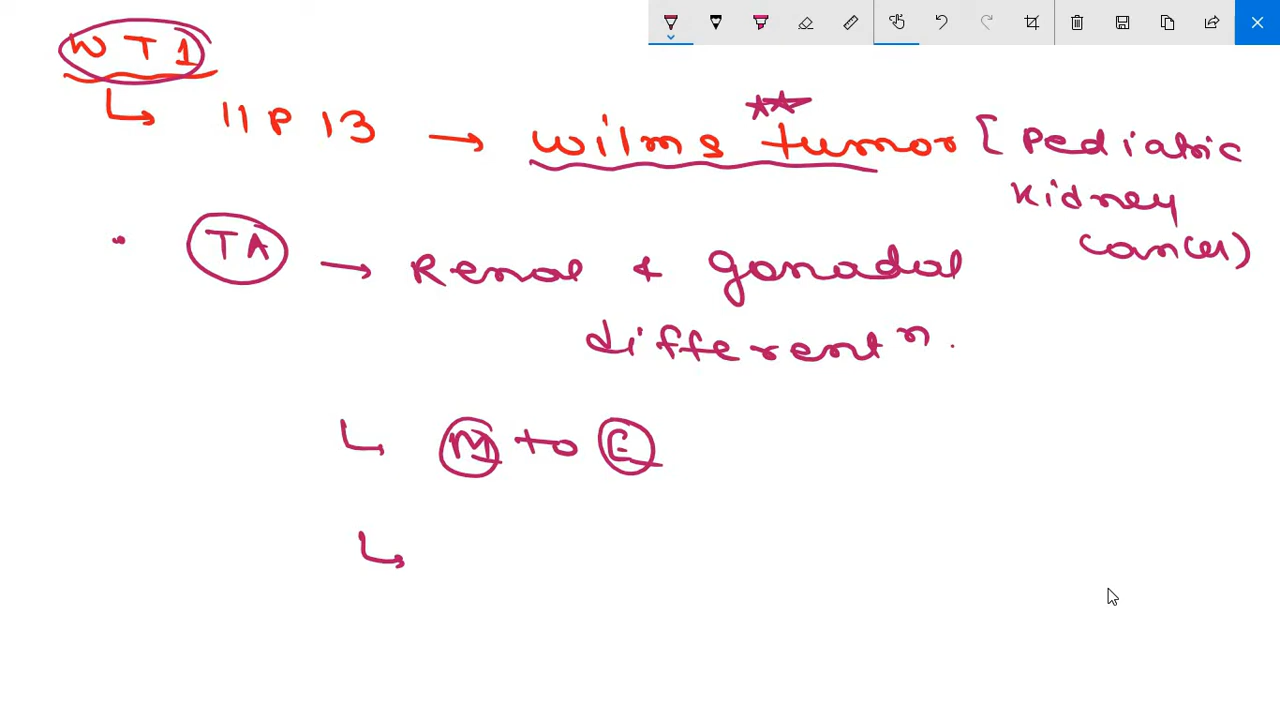 WT1
11p13 → wilms tumor [Pediatric
kidney
cancer)
• TA → Renal & gonadal
differentⁿ.
M to E